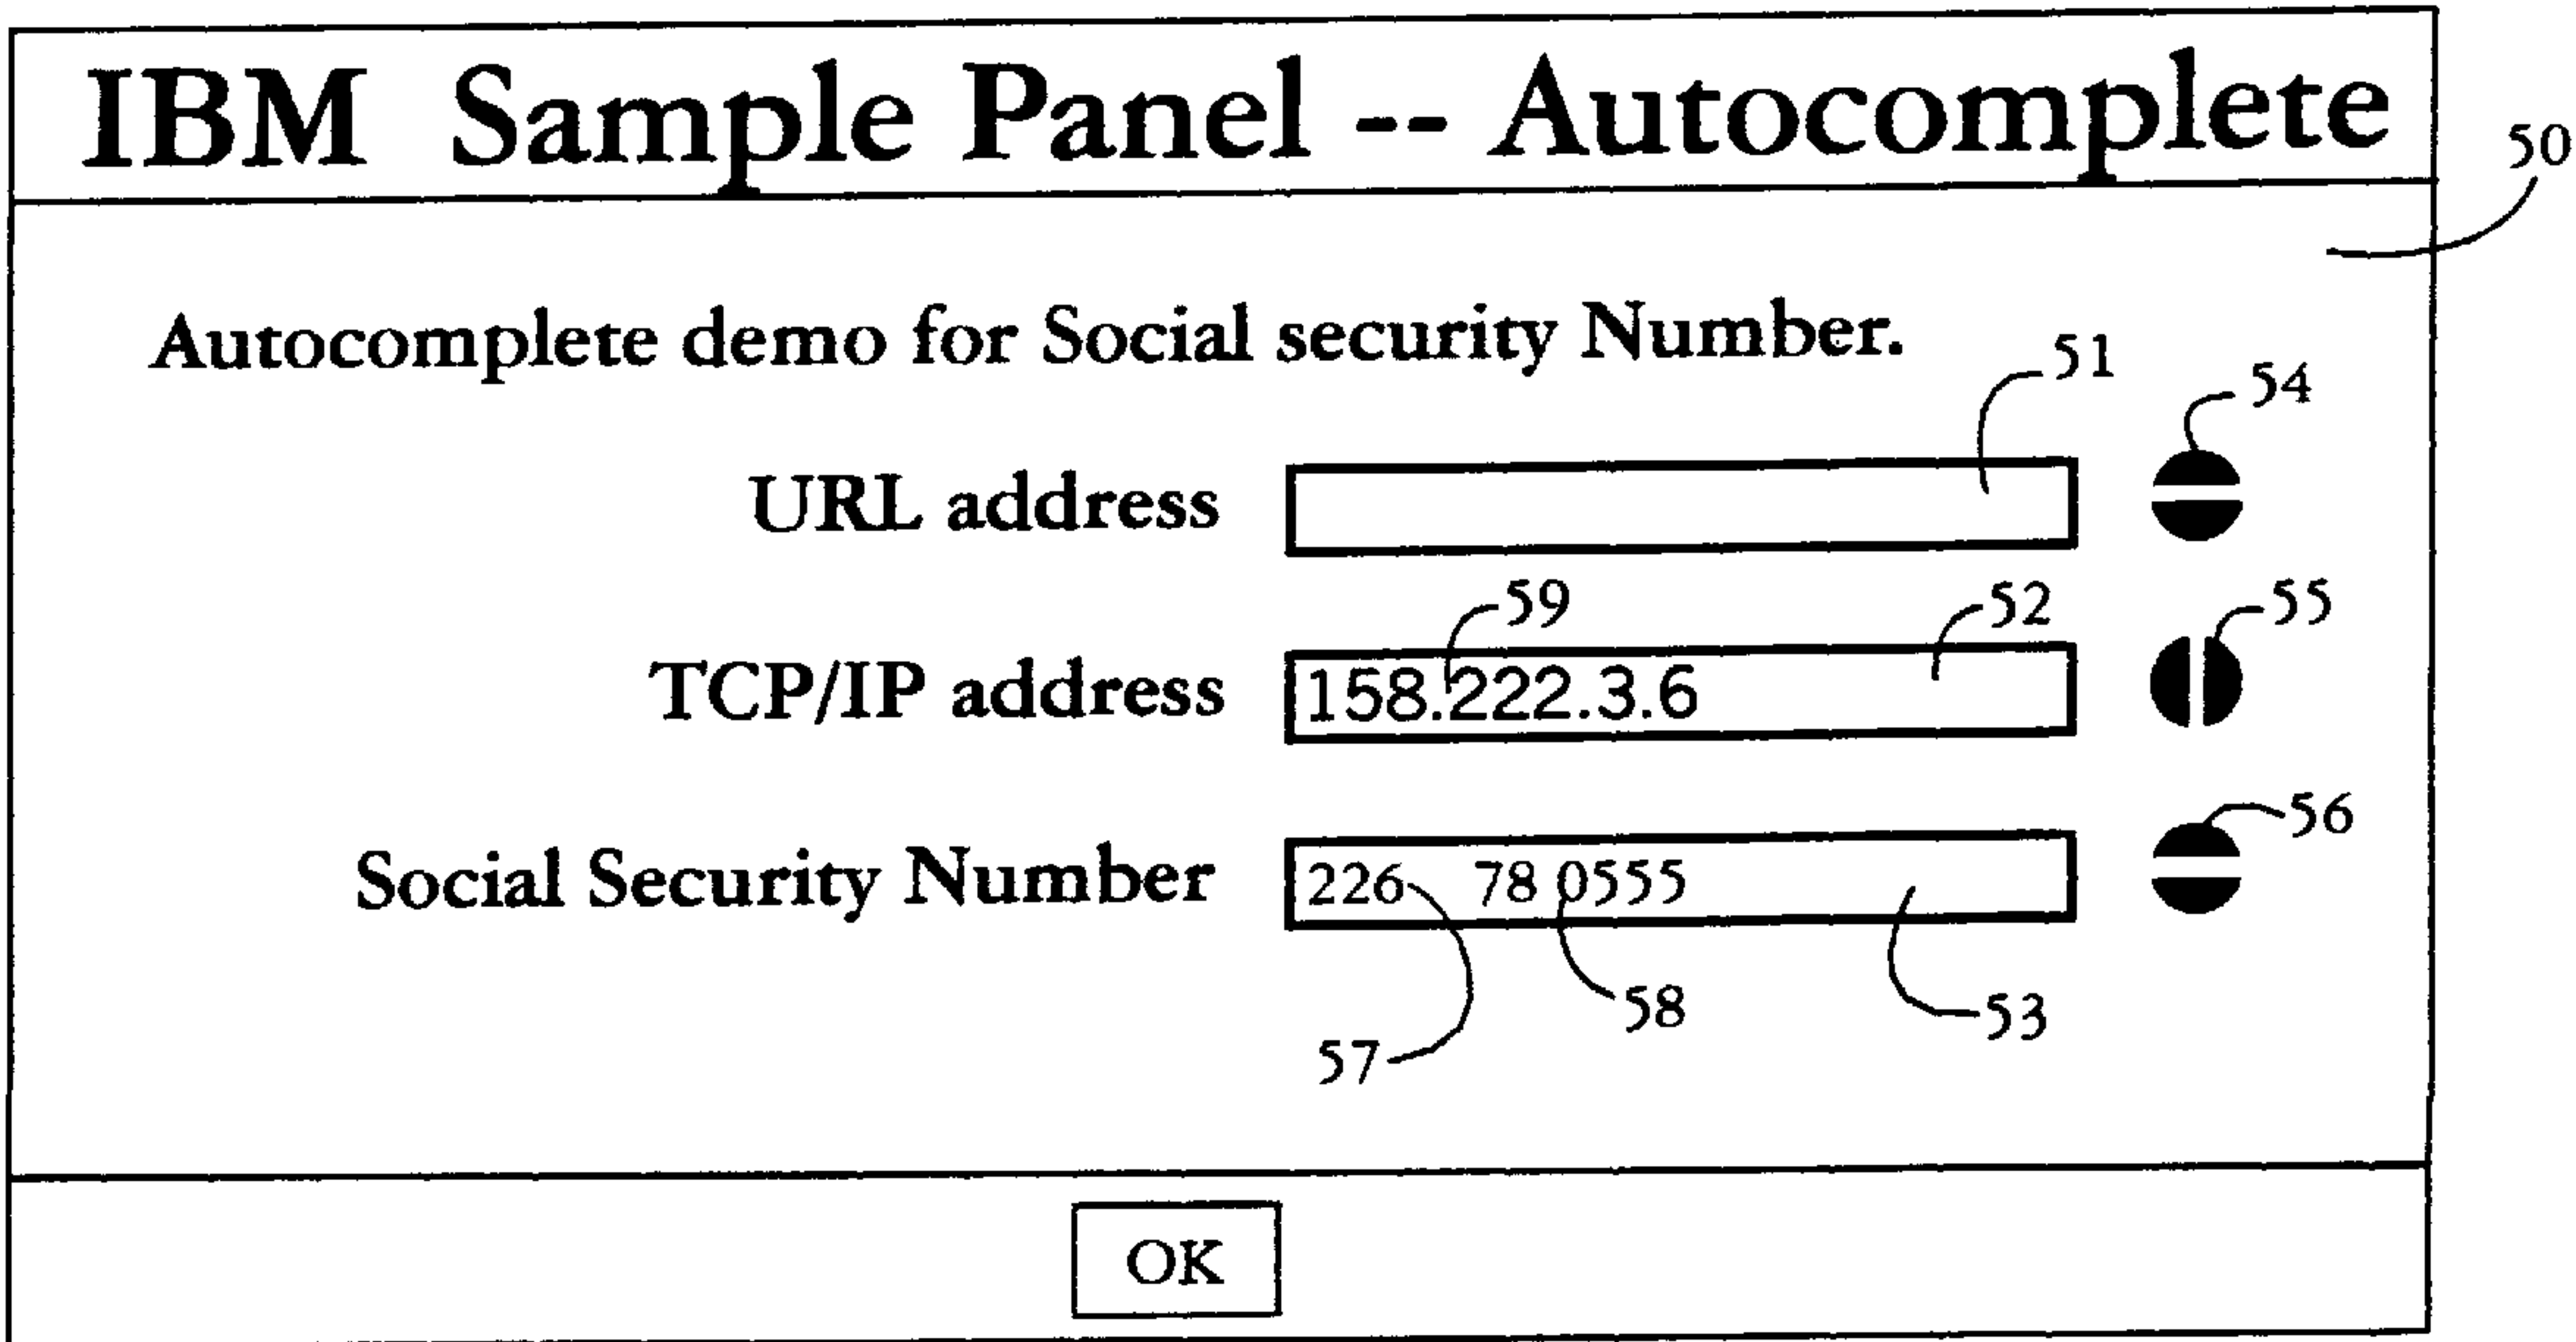 IBM Sample Panel -- Autocomplete
50
Autocomplete demo for Social security Number.
51
54
URL address
59
52
55
TCP/IP address 158.222.3.6
56
Social Security Number 226 78 0555
58
53
57
OK